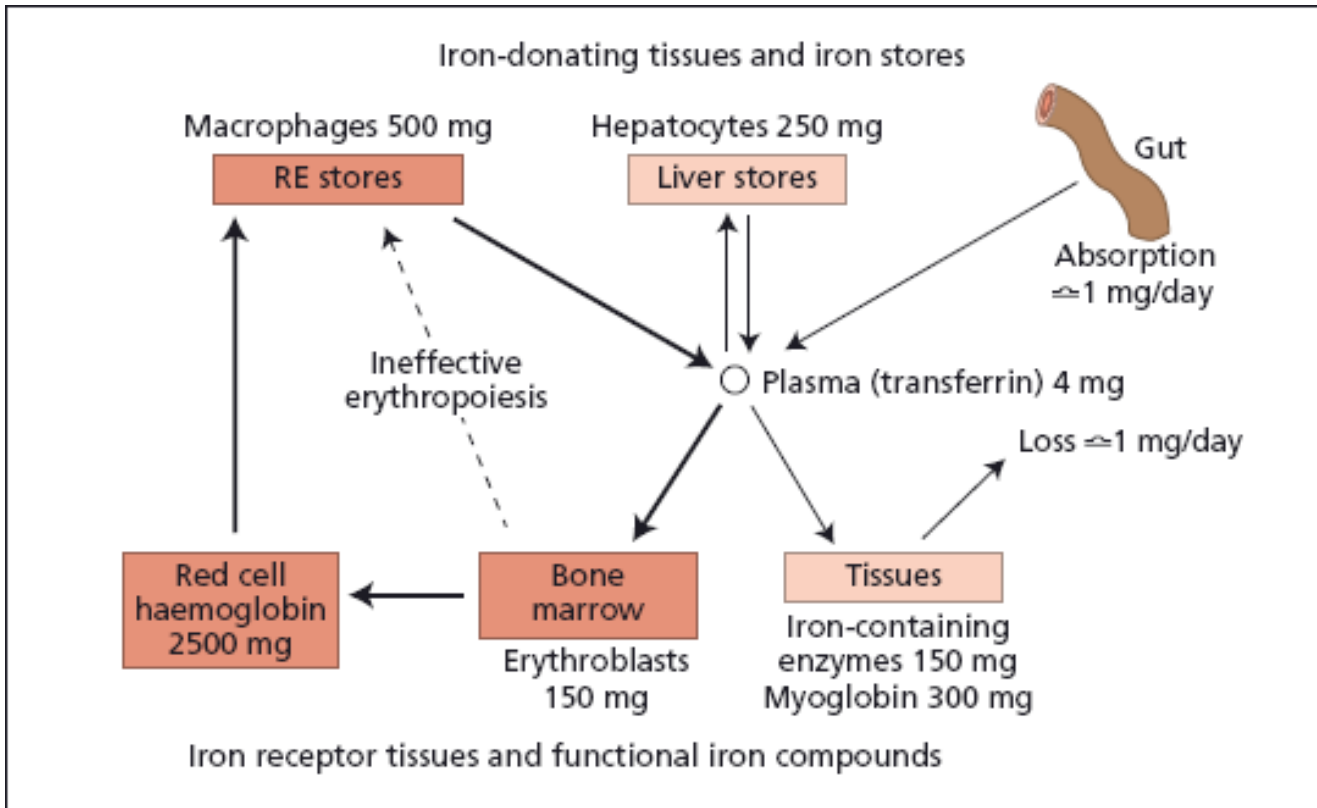 Iron-donating tissues and iron stores
Macrophages 500 mg
RE stores
Hepatocytes 250 mg
Liver stores
Gut
Absorption
≏1 mg/day
Ineffective
erythropoiesis
Plasma (transferrin) 4 mg
Loss ≏1 mg/day
Red cell
haemoglobin
2500 mg
Bone
marrow
Erythroblasts
150 mg
Tissues
Iron-containing
enzymes 150 mg
Myoglobin 300 mg
Iron receptor tissues and functional iron compounds